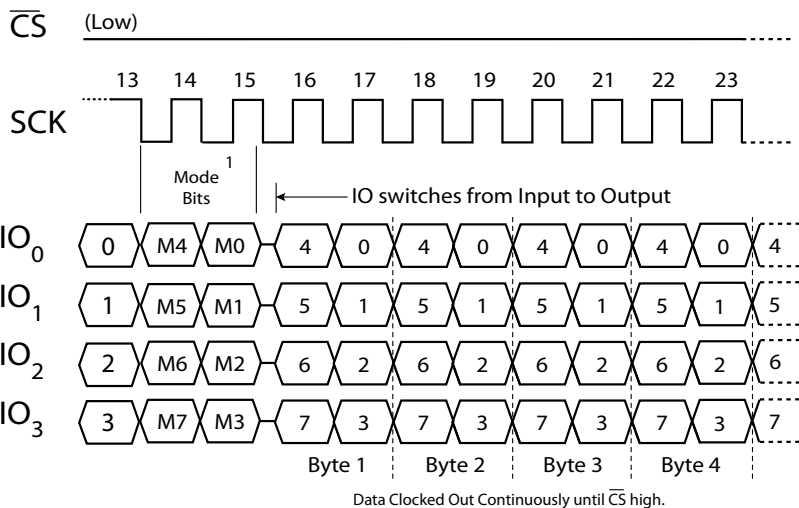 CS (Low)
13 14 15 16 17 18 19 20 21 22 23
SCK
Mode 1
Bits
IO switches from Input to Output
IO0 0 M4 M0 4 0 4 0 4 0 4 0 4
IO1 1 M5 M1 5 1 5 1 5 1 5 1 5
IO2 2 M6 M2 6 2 6 2 6 2 6 2 6
IO3 3 M7 M3 7 3 7 3 7 3 7 3 7
Byte 1 Byte 2 Byte 3 Byte 4
Data Clocked Out Continuously until CS high.